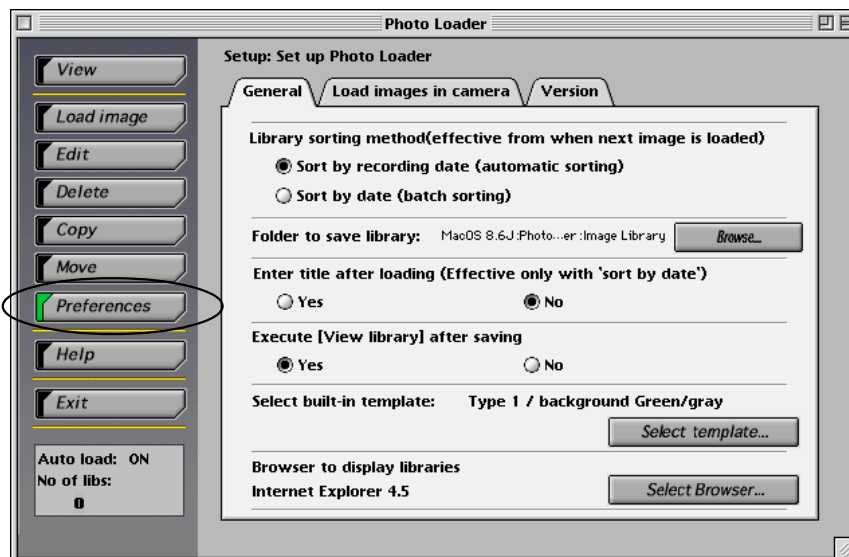 Photo Loader
View
Load image
Edit
Delete
Copy
Move
Preferences
Help
Exit
Auto load: ON
No of libs:
0
Setup: Set up Photo Loader
General
Load images in camera
Version
Library sorting method(effective from when next image is loaded)
Sort by recording date (automatic sorting)
Sort by date (batch sorting)
Folder to save library: MacOS 8.6J :Photo...er :Image Library Browse...
Enter title after loading (Effective only with 'sort by date')
Yes No
Execute [View library] after saving
Yes No
Select built-in template: Type 1 / background Green/gray
Select template...
Browser to display libraries
Internet Explorer 4.5 Select Browser...